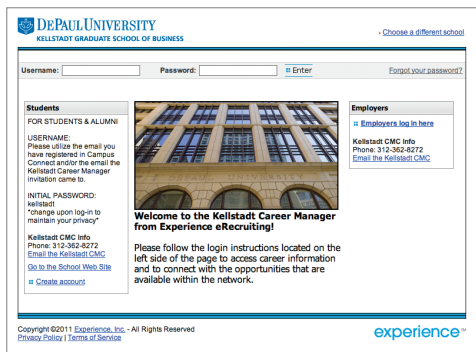 DEPAUL UNIVERSITY
KELLSTADT GRADUATE SCHOOL OF BUSINESS
› Choose a different school
Username:
Password:
Enter
Forgot your password?
Students
FOR STUDENTS & ALUMNI
USERNAME:
Please utilize the email you
have registered in Campus
Connect and/or the email the
Kellstadt Career Manager
invitation came to.
INITIAL PASSWORD:
kellstadt
*change upon log-in to
maintain your privacy*
Kellstadt CMC Info
Phone: 312-362-8272
Email the Kellstadt CMC
Go to the School Web Site
Create account
UNIVERSITY
Welcome to the Kellstadt Career Manager
from Experience eRecruiting!
Please follow the login instructions located on the
left side of the page to access career information
and to connect with the opportunities that are
available within the network.
Employers
Employers log in here
Kellstadt CMC Info
Phone: 312-362-8272
Email the Kellstadt CMC
Copyright ©2011 Experience, Inc. - All Rights Reserved
Privacy Policy | Terms of Service
experience™